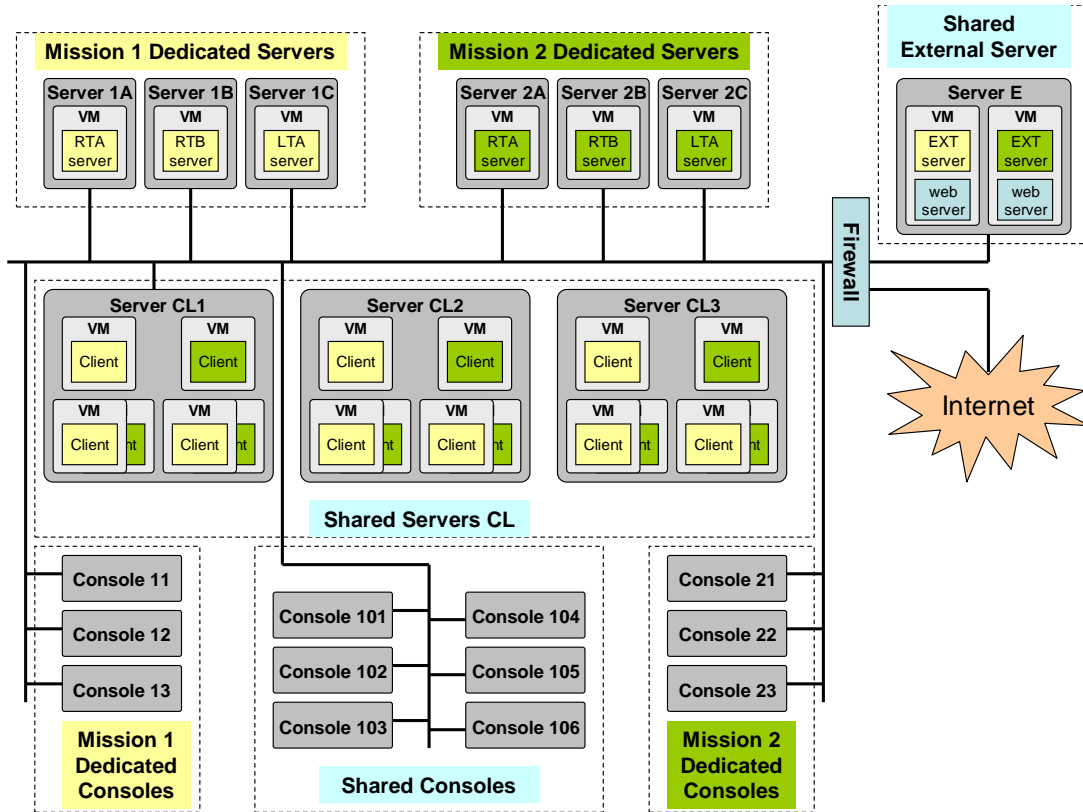 Mission 1 Dedicated Servers
Server 1A
VM
RTA
server
Server 1B
VM
RTB
server
Server 1C
VM
LTA
server
Mission 2 Dedicated Servers
Server 2A
VM
RTA
server
Server 2B
VM
RTB
server
Server 2C
VM
LTA
server
Shared
External Server
Server E
VM
EXT
server
web
server
VM
EXT
server
web
server
Firewall
Internet
Server CL1
VM
Client
VM
Client
VM
Client
nt
VM
Client
nt
Server CL2
VM
Client
VM
Client
VM
Client
nt
VM
Client
nt
Server CL3
VM
Client
VM
Client
VM
Client
nt
VM
Client
nt
Shared Servers CL
Console 11
Console 12
Console 13
Mission 1
Dedicated
Consoles
Console 101
Console 102
Console 103
Console 104
Console 105
Console 106
Shared Consoles
Console 21
Console 22
Console 23
Mission 2
Dedicated
Consoles